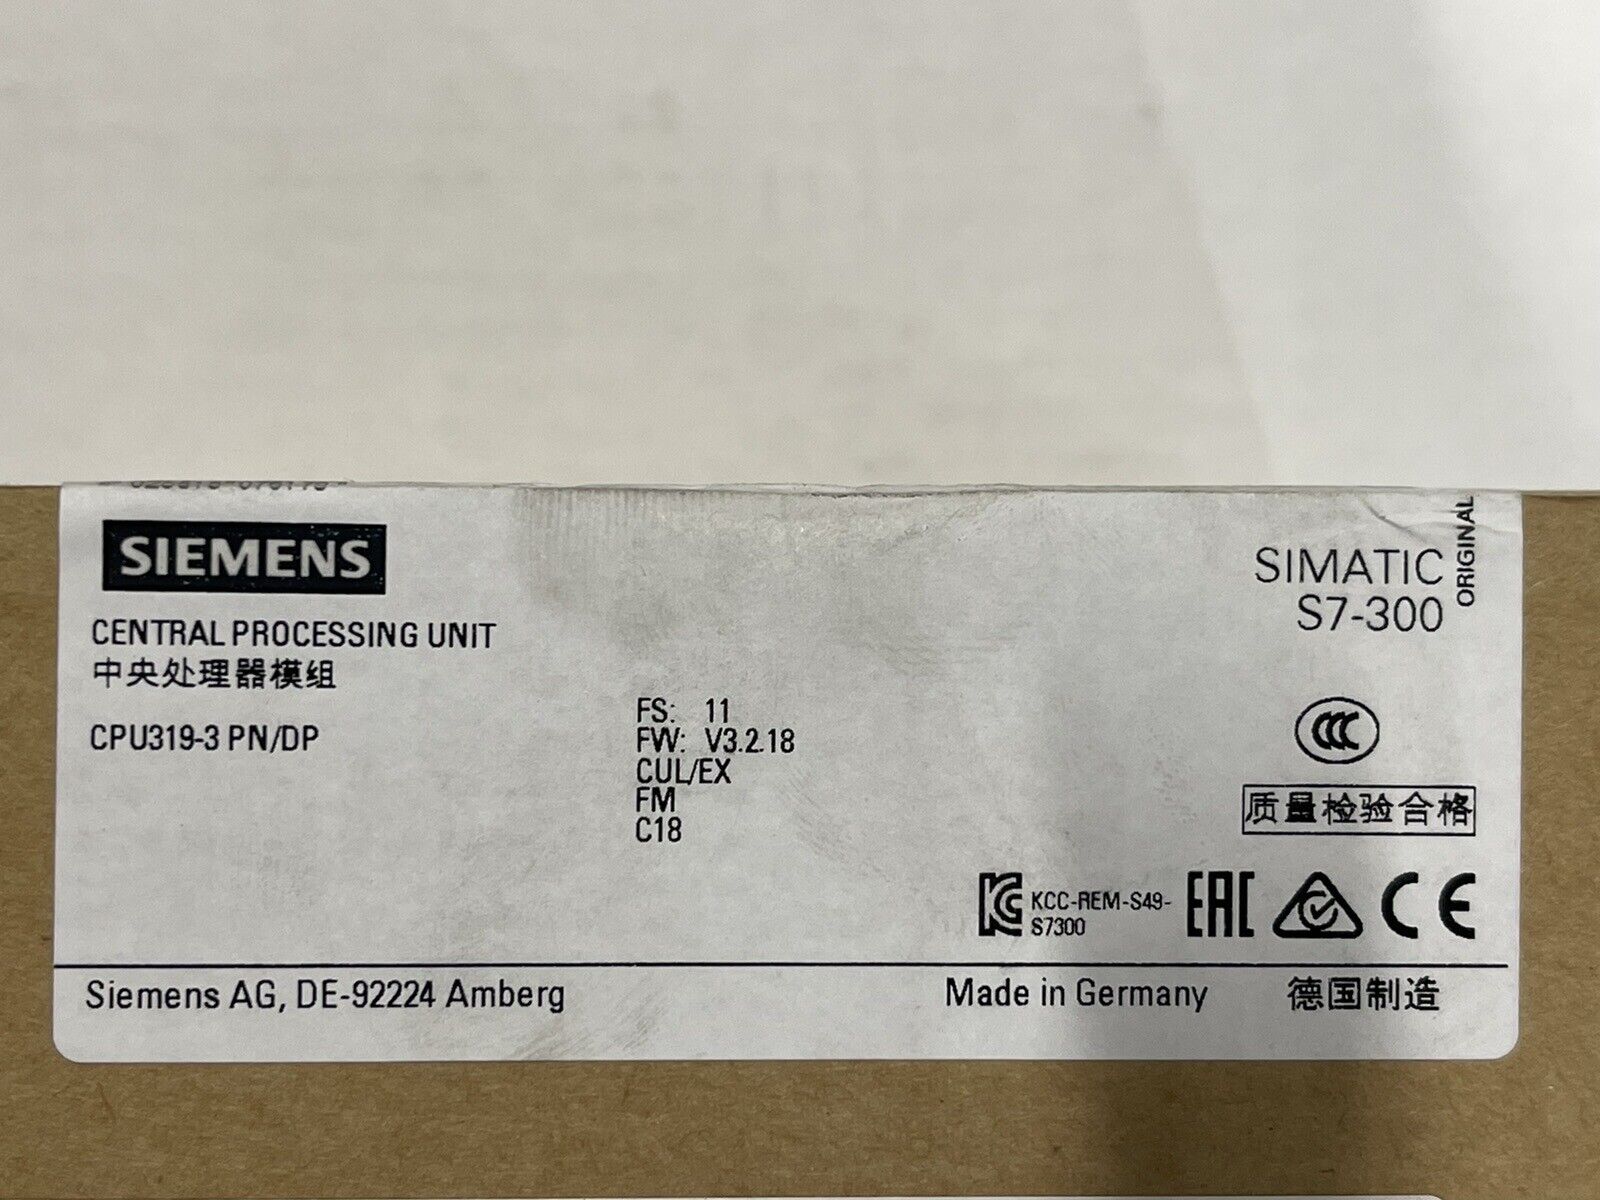 SIEMENS
CENTRAL PROCESSING UNIT
中央处理器模组
CPU319-3 PN/DP
FS: 11
FW: V3.2.18
CUL/EX
FM
C18
SIMATIC
S7-300
ORIGINAL
CCC
质量检验合格
KCC-REM-S49-
S7300
EAC
CE
Siemens AG, DE-92224 Amberg
Made in Germany
德国制造